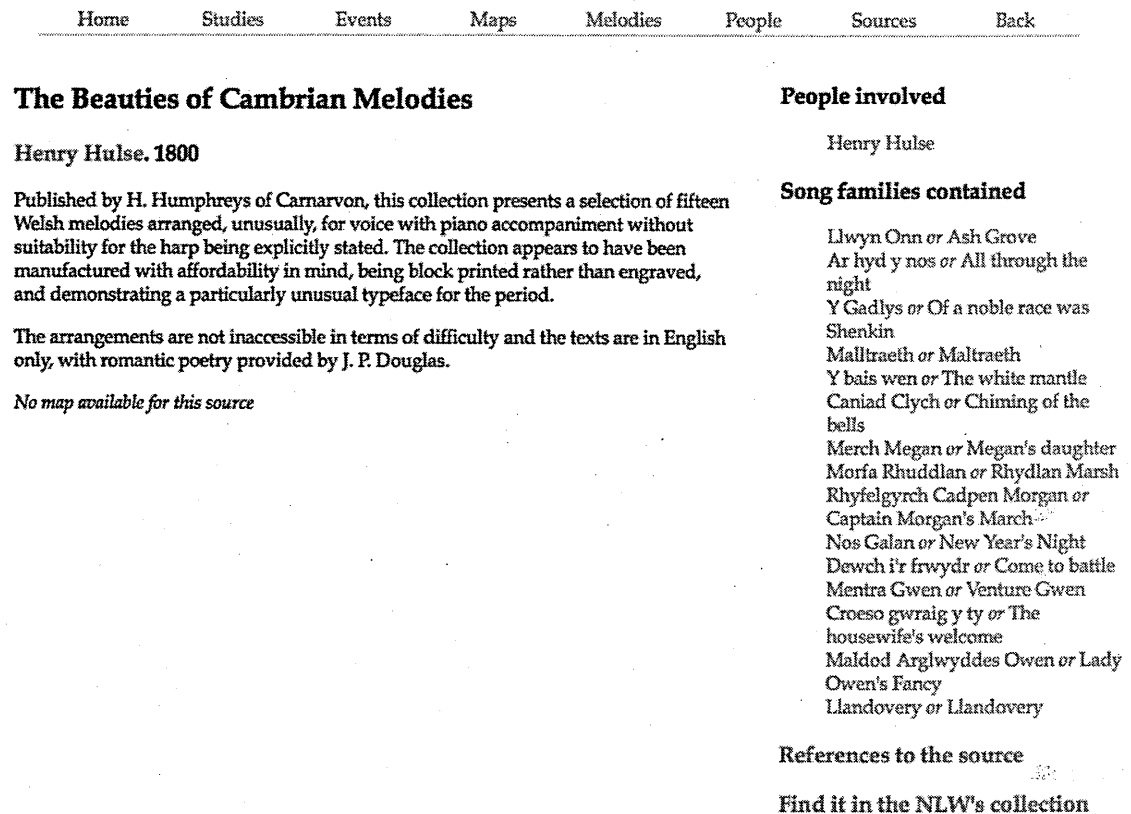 Home Studies Events Maps Melodies People Sources Back
The Beauties of Cambrian Melodies
Henry Hulse. 1800
Published by H. Humphreys of Carnarvon, this collection presents a selection of fifteen
Welsh melodies arranged, unusually, for voice with piano accompaniment without
suitability for the harp being explicitly stated. The collection appears to have been
manufactured with affordability in mind, being block printed rather than engraved,
and demonstrating a particularly unusual typeface for the period.
The arrangements are not inaccessible in terms of difficulty and the texts are in English
only, with romantic poetry provided by J. P. Douglas.
No map available for this source
People involved
Henry Hulse
Song families contained
Llwyn Onn or Ash Grove
Ar hyd y nos or All through the
night
Y Gadlys or Of a noble race was
Shenkin
Malltraeth or Maltraeth
Y bais wen or The white mantle
Caniad Clych or Chiming of the
bells
Merch Megan or Megan's daughter
Morfa Rhuddlan or Rhydlan Marsh
Rhyfelgyrch Cadpen Morgan or
Captain Morgan's March
Nos Galan or New Year's Night
Dewch i'r frwydr or Come to battle
Mentra Gwen or Venture Gwen
Croeso gwraig y ty or The
housewife's welcome
Maldod Arglwyddes Owen or Lady
Owen's Fancy
Llandovery or Llandovery
References to the source
Find it in the NLW's collection